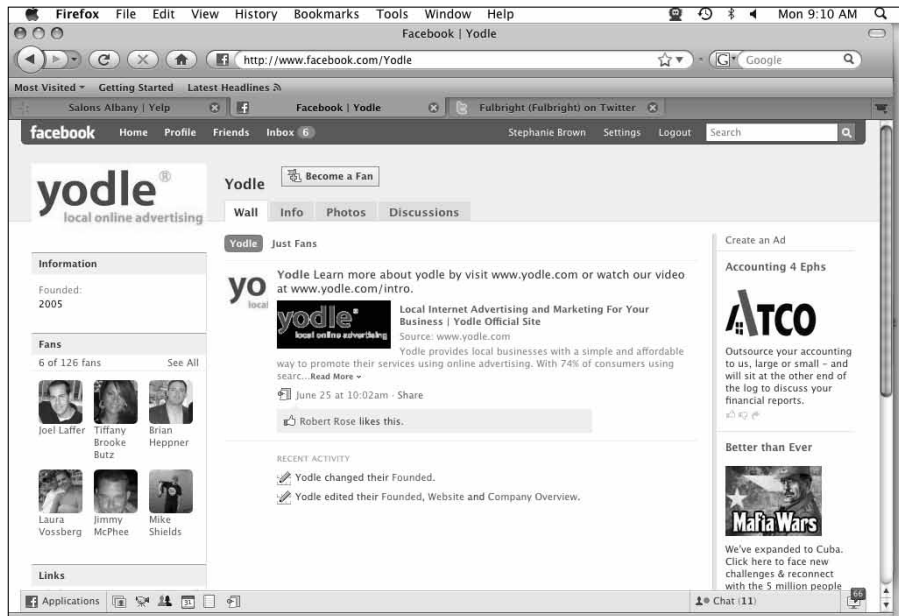 Firefox File Edit View History Bookmarks Tools Window Help Mon 9:10 AM
Facebook | Yodle
http://www.facebook.com/Yodle
G Google
Most Visited Getting Started Latest Headlines
Salons Albany | Yelp Facebook | Yodle Fulbright (Fulbright) on Twitter
facebook Home Profile Friends Inbox 6 Stephanie Brown Settings Logout Search
yodle®
local online advertising
Yodle Become a Fan
Wall Info Photos Discussions
Yodle Just Fans
Information
Founded:
2005
Fans
6 of 126 fans See All
Joel Laffer
Tiffany Brooke Butz
Brian Heppner
Laura Vossberg
Jimmy McPhee
Mike Shields
Links
yo
local
Yodle Learn more about yodle by visit www.yodle.com or watch our video
at www.yodle.com/intro.
yodle®
local online advertising
Local Internet Advertising and Marketing For Your
Business | Yodle Official Site
Source: www.yodle.com
Yodle provides local businesses with a simple and affordable
way to promote their services using online advertising. With 74% of consumers using
searc...Read More
June 25 at 10:02am · Share
Robert Rose likes this.
RECENT ACTIVITY
Yodle changed their Founded.
Yodle edited their Founded, Website and Company Overview.
Create an Ad
Accounting 4 Ephs
ATCO
Outsource your accounting
to us, large or small – and
will sit at the other end of
the log to discuss your
financial reports.
Better than Ever
Mafia Wars
We've expanded to Cuba.
Click here to face new
challenges & reconnect
with the 5 million people
Applications 31 Chat (11) 66